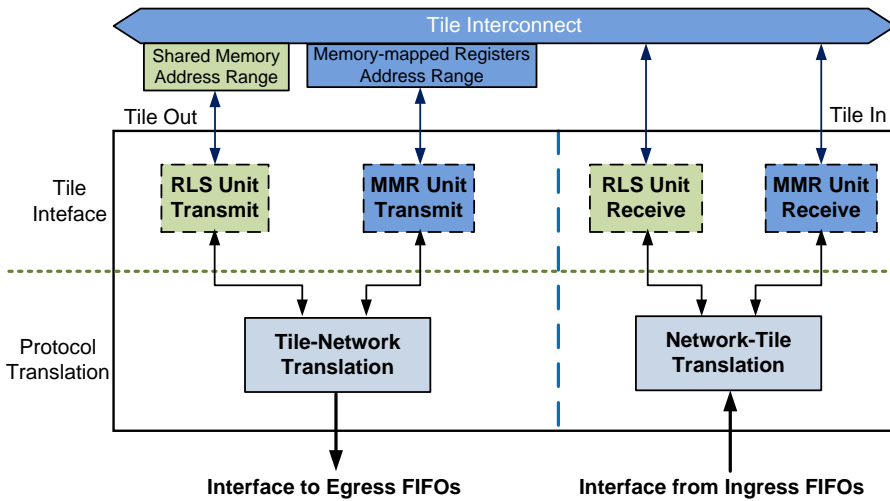 Tile Interconnect
Shared Memory
Address Range
Memory-mapped Registers
Address Range
Tile Out
Tile In
Tile
Inteface
RLS Unit
Transmit
MMR Unit
Transmit
RLS Unit
Receive
MMR Unit
Receive
Protocol
Translation
Tile-Network
Translation
Network-Tile
Translation
Interface to Egress FIFOs
Interface from Ingress FIFOs